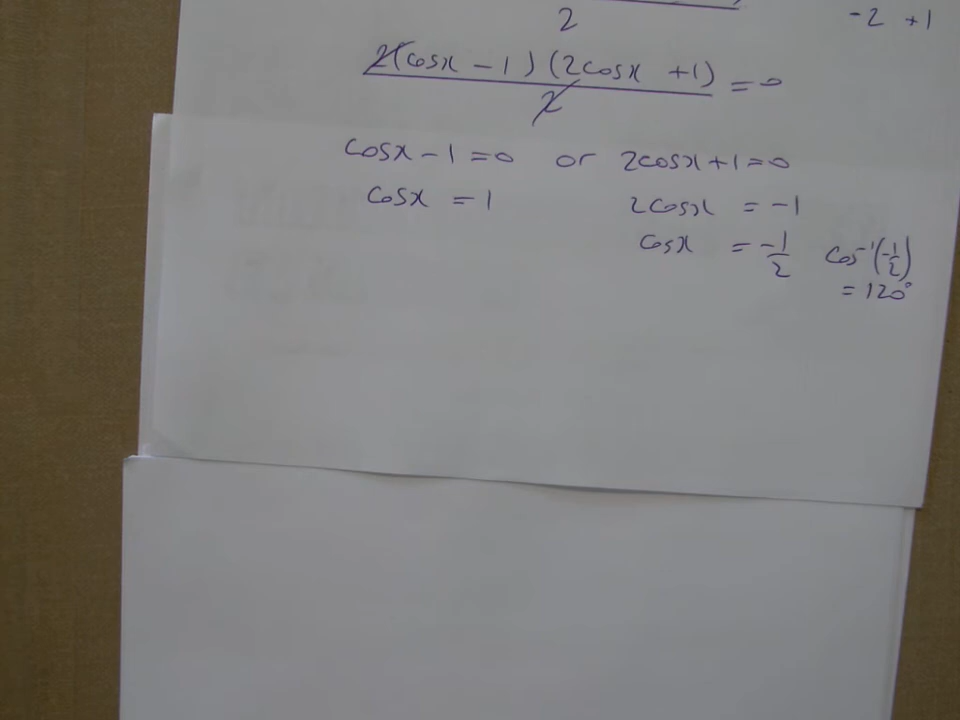 2
-2 +1
2(cosx - 1)(2cosx + 1) = 0
2
cosx - 1 = 0 or 2cosx + 1 = 0
cosx = 1 2cosx = -1
cosx = -1/2 cos⁻¹(-1/2)
= 120°